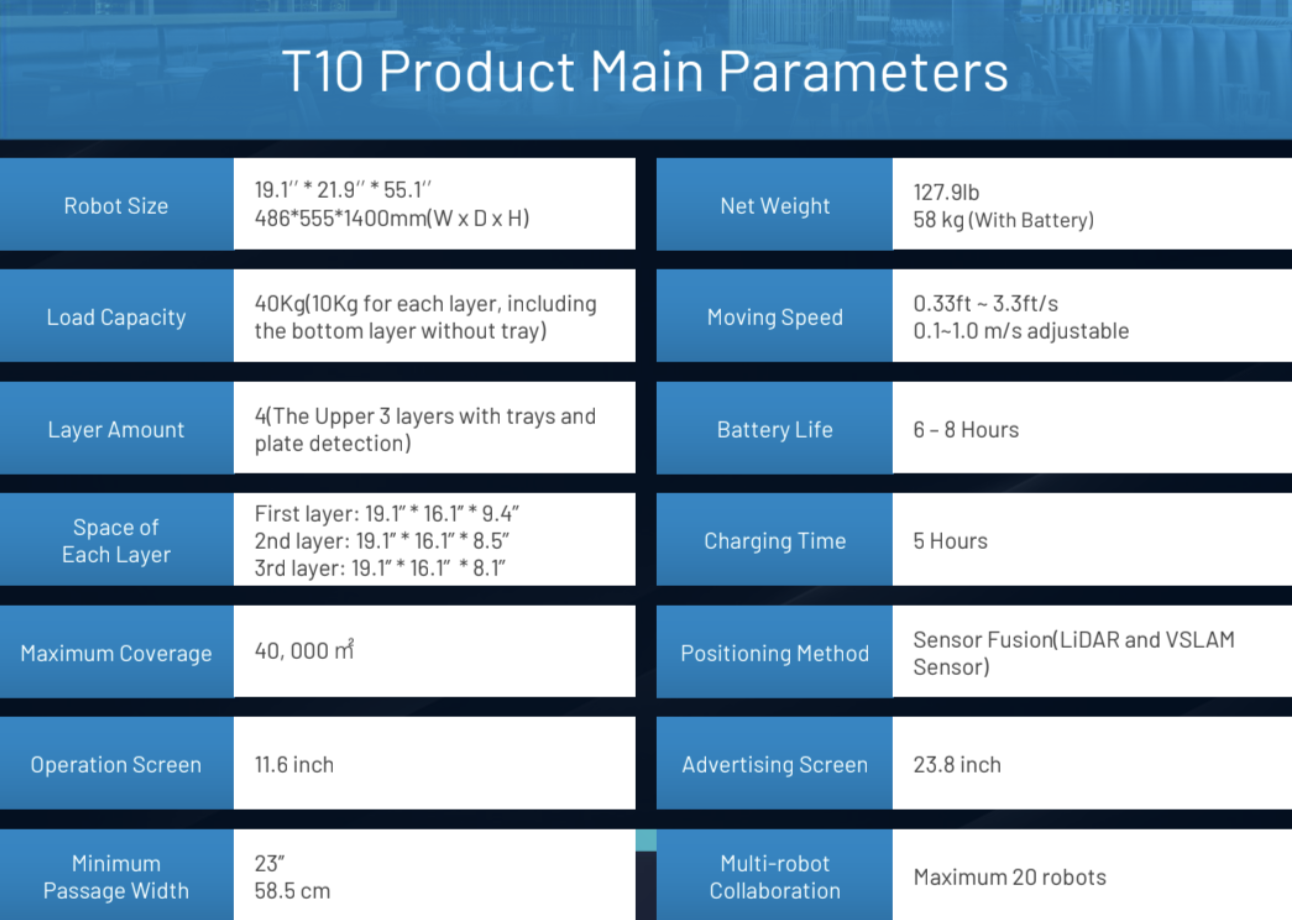 T10 Product Main Parameters
Robot Size
19.1′′ * 21.9′′ * 55.1′′
486*555*1400mm(W x D x H)
Net Weight
127.9lb
58 kg (With Battery)
Load Capacity
40Kg(10Kg for each layer, including
the bottom layer without tray)
Moving Speed
0.33ft ~ 3.3ft/s
0.1~1.0 m/s adjustable
Layer Amount
4(The Upper 3 layers with trays and
plate detection)
Battery Life
6 – 8 Hours
Space of
Each Layer
First layer: 19.1” * 16.1” * 9.4”
2nd layer: 19.1” * 16.1” * 8.5”
3rd layer: 19.1” * 16.1” * 8.1”
Charging Time
5 Hours
Maximum Coverage
40, 000 ㎡
Positioning Method
Sensor Fusion(LiDAR and VSLAM
Sensor)
Operation Screen
11.6 inch
Advertising Screen
23.8 inch
Minimum
Passage Width
23”
58.5 cm
Multi-robot
Collaboration
Maximum 20 robots